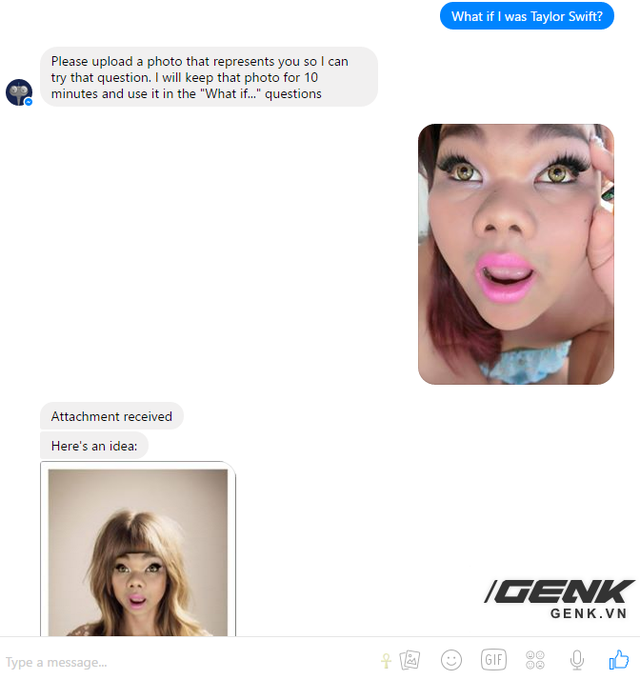 What if I was Taylor Swift?
Please upload a photo that represents you so I can
try that question. I will keep that photo for 10
minutes and use it in the "What if..." questions
Attachment received
Here's an idea:
/GENK
GENK.VN
Type a message...
GIF